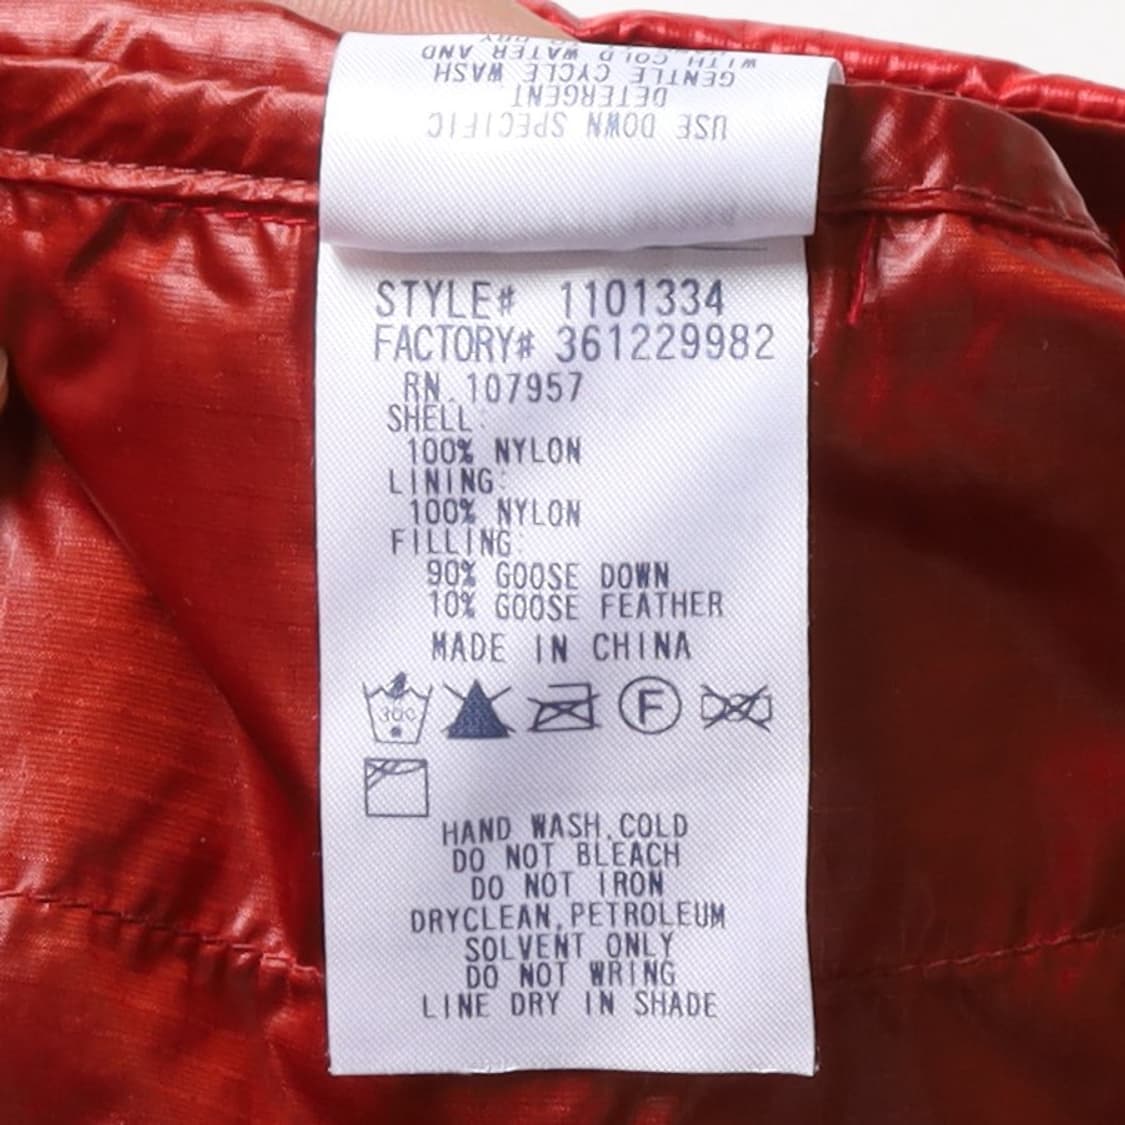 USE DOWN SPECIFIC
DETERGENT
GENTLE CYCLE WASH
WITH COLD WATER AND
DRY
STYLE# 1101334
FACTORY# 361229982
RN.107957
SHELL:
100% NYLON
LINING:
100% NYLON
FILLING:
90% GOOSE DOWN
10% GOOSE FEATHER
MADE IN CHINA
30C
F
HAND WASH.COLD
DO NOT BLEACH
DO NOT IRON
DRYCLEAN.PETROLEUM
SOLVENT ONLY
DO NOT WRING
LINE DRY IN SHADE